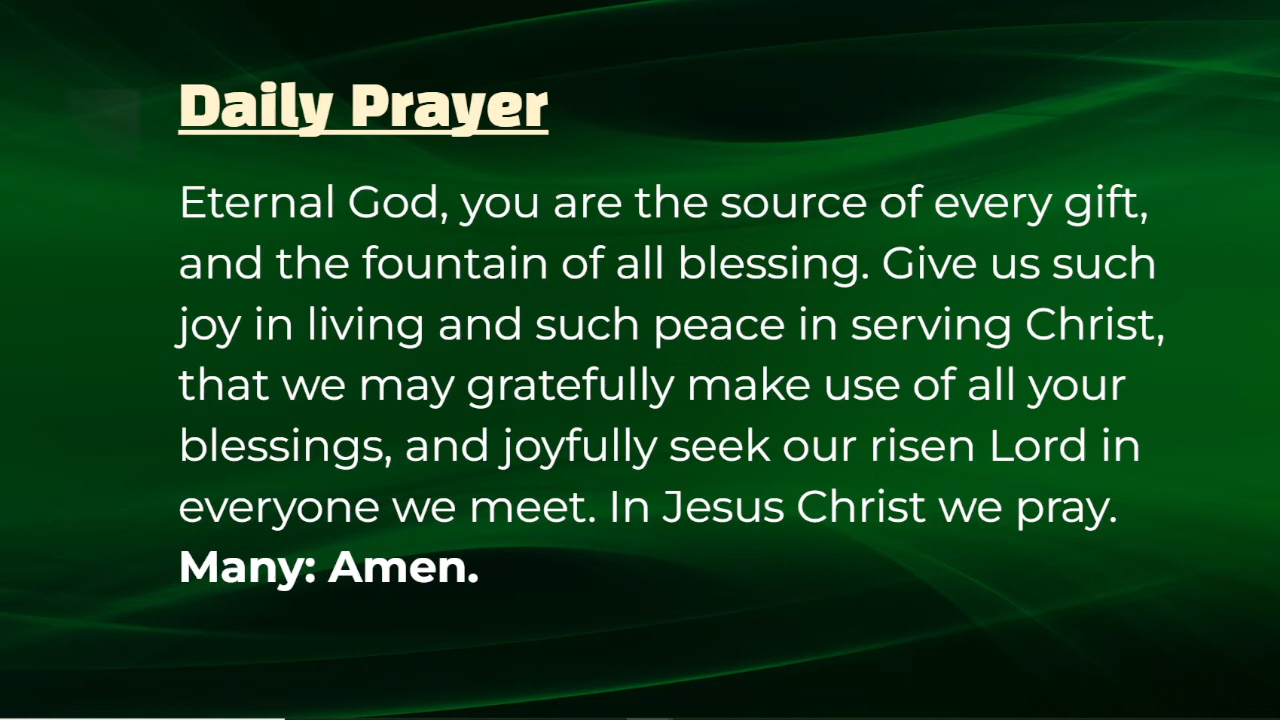 Daily Prayer
Eternal God, you are the source of every gift,
and the fountain of all blessing. Give us such
joy in living and such peace in serving Christ,
that we may gratefully make use of all your
blessings, and joyfully seek our risen Lord in
everyone we meet. In Jesus Christ we pray.
Many: Amen.